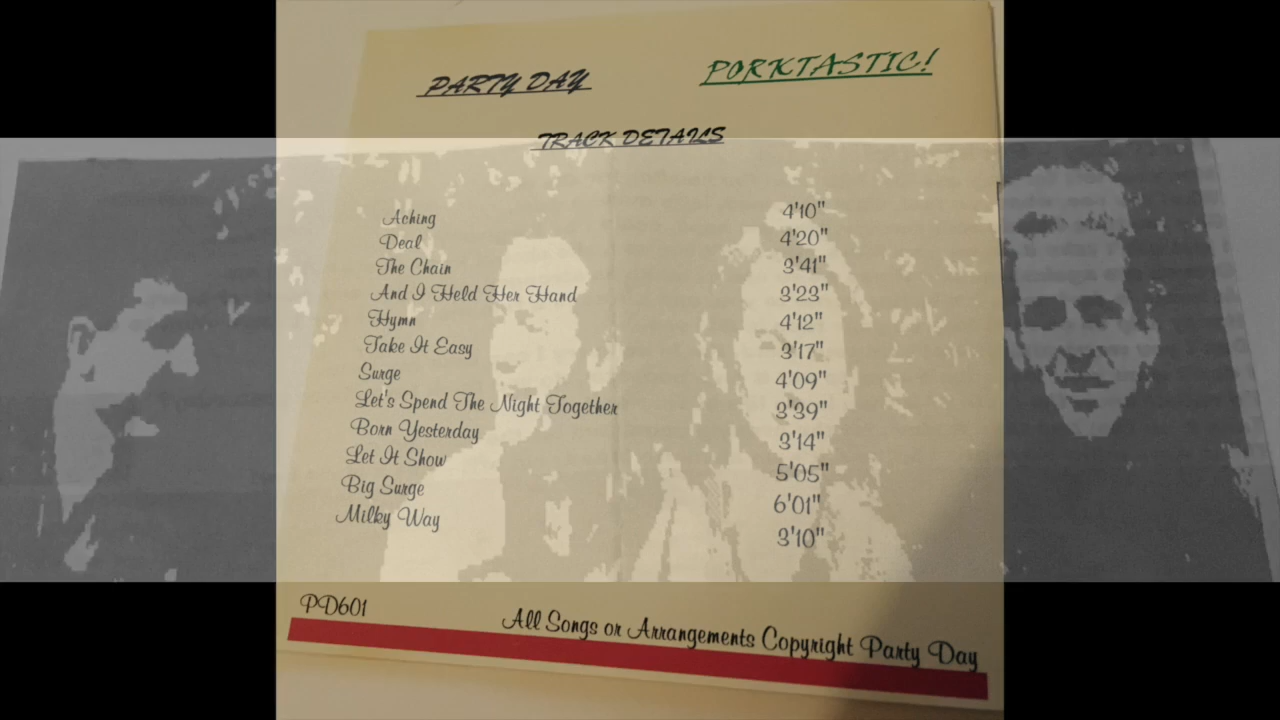 PARTY DAY PORKTASTIC!
TRACK DETAILS
Aching 4'10"
Deal 4'20"
The Chain 3'41"
And I Held Her Hand 3'23"
Hymn 4'12"
Take It Easy 3'17"
Surge 4'09"
Let's Spend The Night Together 3'39"
Born Yesterday 3'14"
Let It Show 5'05"
Big Surge 6'01"
Milky Way 3'10"
PD601 All Songs or Arrangements Copyright Party Day